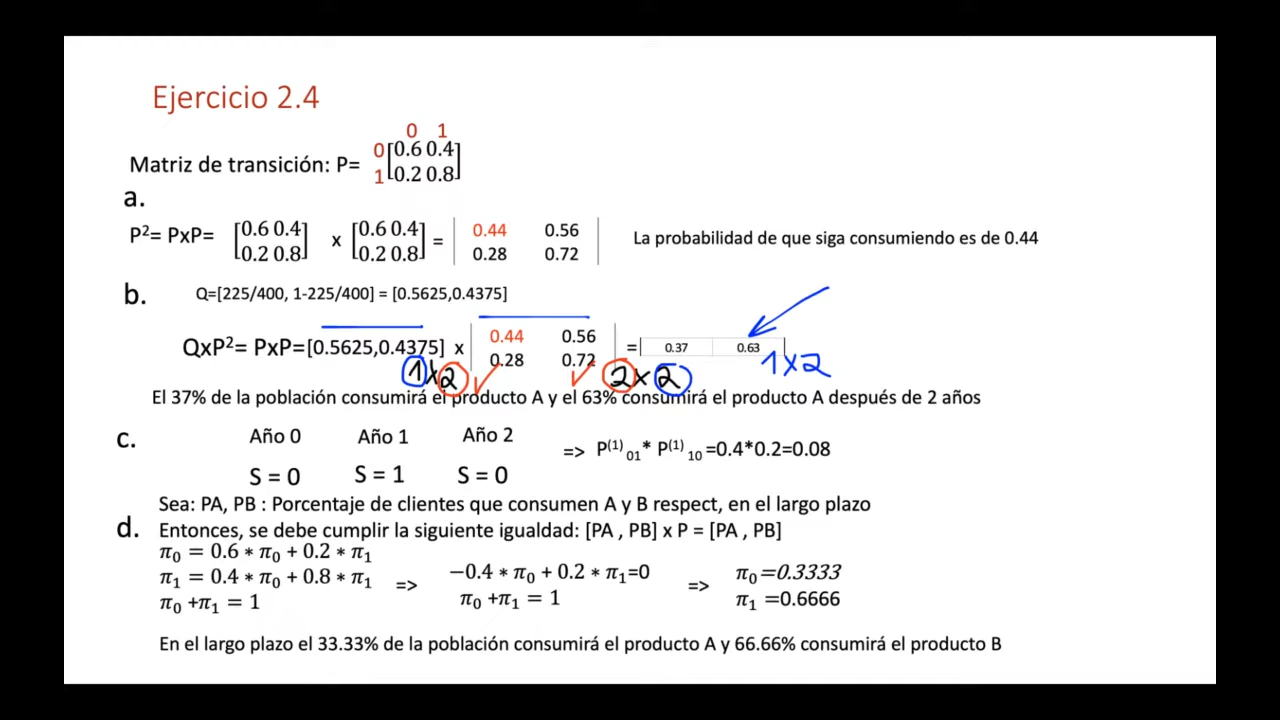 Ejercicio 2.4
0 1
Matriz de transición: P= 0 [0.6 0.4]
1 [0.2 0.8]
a.
P²= PxP= [0.6 0.4] x [0.6 0.4] = | 0.44 0.56 | La probabilidad de que siga consumiendo es de 0.44
[0.2 0.8] [0.2 0.8] | 0.28 0.72 |
b. Q=[225/400, 1-225/400] = [0.5625,0.4375]
QxP²= PxP=[0.5625,0.4375] x | 0.44 0.56 | =| 0.37 0.63 |
| 0.28 0.72 | 1x2
1x2 2x2
El 37% de la población consumirá el producto A y el 63% consumirá el producto A después de 2 años
c. Año 0 Año 1 Año 2 => P⁽¹⁾₀₁* P⁽¹⁾₁₀=0.4*0.2=0.08
S = 0 S = 1 S = 0
Sea: PA, PB : Porcentaje de clientes que consumen A y B respect, en el largo plazo
d. Entonces, se debe cumplir la siguiente igualdad: [PA , PB] x P = [PA , PB]
π₀ = 0.6 ∗ π₀ + 0.2 ∗ π₁
π₁ = 0.4 ∗ π₀ + 0.8 ∗ π₁ => −0.4 ∗ π₀ + 0.2 ∗ π₁=0 => π₀=0.3333
π₀ +π₁ = 1 π₀ +π₁ = 1 π₁ =0.6666
En el largo plazo el 33.33% de la población consumirá el producto A y 66.66% consumirá el producto B